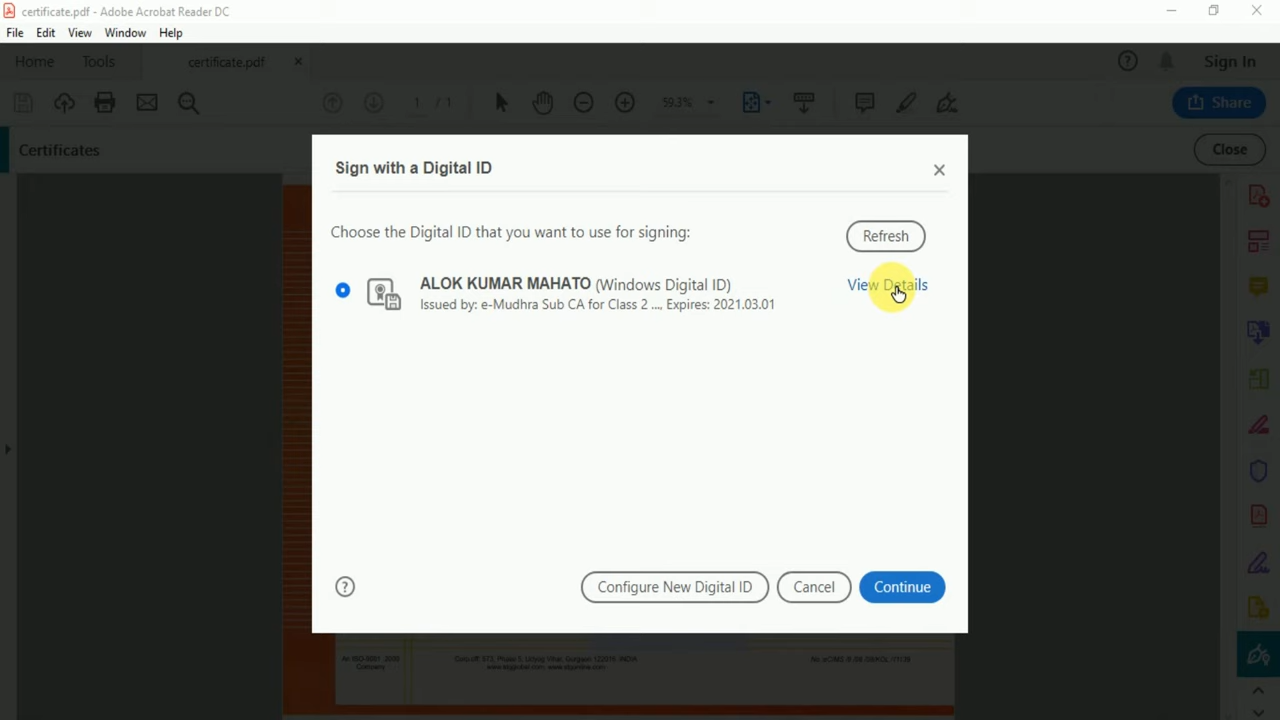 certificate.pdf - Adobe Acrobat Reader DC
File Edit View Window Help
Home Tools certificate.pdf × Sign In
1 / 1 59.3% Share
Certificates Close
Sign with a Digital ID
Choose the Digital ID that you want to use for signing: Refresh
ALOK KUMAR MAHATO (Windows Digital ID) View Details
Issued by: e-Mudhra Sub CA for Class 2 ..., Expires: 2021.03.01
? Configure New Digital ID Cancel Continue